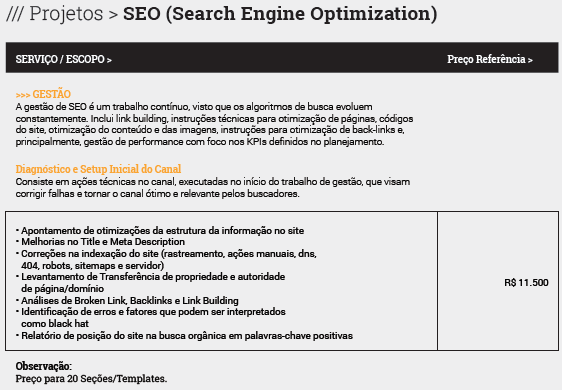 /// Projetos > SEO (Search Engine Optimization)
SERVIÇO / ESCOPO >
Preço Referência >
>>> GESTÃO
A gestão de SEO é um trabalho contínuo, visto que os algoritmos de busca evoluem
constantemente. Inclui link building, instruções técnicas para otimização de páginas, códigos
do site, otimização do conteúdo e das imagens, instruções para otimização de back-links e,
principalmente, gestão de performance com foco nos KPIs definidos no planejamento.
Diagnóstico e Setup Inicial do Canal
Consiste em ações técnicas no canal, executadas no início do trabalho de gestão, que visam
corrigir falhas e tornar o canal ótimo e relevante pelos buscadores.
• Apontamento de otimizações da estrutura da informação no site
• Melhorias no Title e Meta Description
• Correções na indexação do site (rastreamento, ações manuais, dns,
404, robots, sitemaps e servidor)
• Levantamento de Transferência de propriedade e autoridade
de página/domínio
• Análises de Broken Link, Backlinks e Link Building
• Identificação de erros e fatores que podem ser interpretados
como black hat
• Relatório de posição do site na busca orgânica em palavras-chave positivas
R$ 11.500
Observação:
Preço para 20 Seções/Templates.